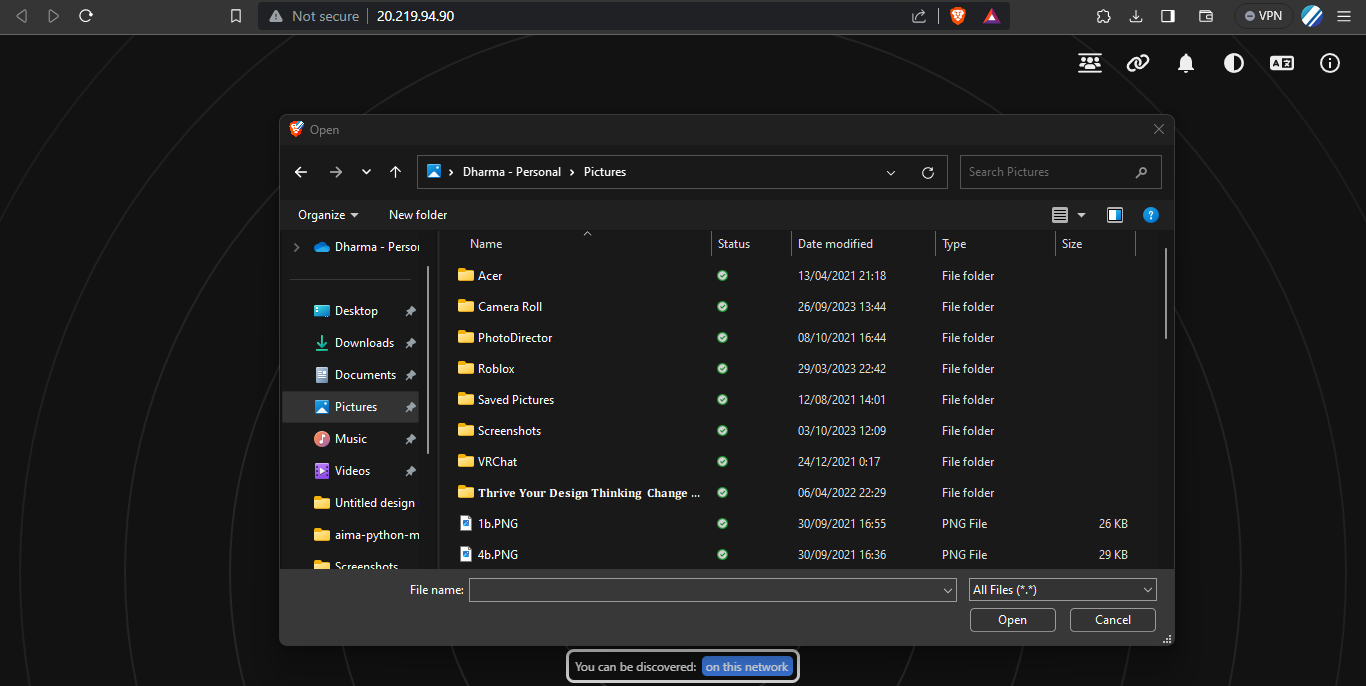 Not secure 20.219.94.90 VPN
Open
Dharma - Personal Pictures Search Pictures
Organize New folder
Name Status Date modified Type Size
Dharma - Person
Desktop
Downloads
Documents
Pictures
Music
Videos
Untitled design
aima-python-m
Screenshots
Acer 13/04/2021 21:18 File folder
Camera Roll 26/09/2023 13:44 File folder
PhotoDirector 08/10/2021 16:44 File folder
Roblox 29/03/2023 22:42 File folder
Saved Pictures 12/08/2021 14:01 File folder
Screenshots 03/10/2023 12:09 File folder
VRChat 24/12/2021 0:17 File folder
Thrive Your Design Thinking Change ... 06/04/2022 22:29 File folder
1b.PNG 30/09/2021 16:55 PNG File 26 KB
4b.PNG 30/09/2021 16:36 PNG File 29 KB
File name: All Files (*.*)
Open Cancel
You can be discovered: on this network